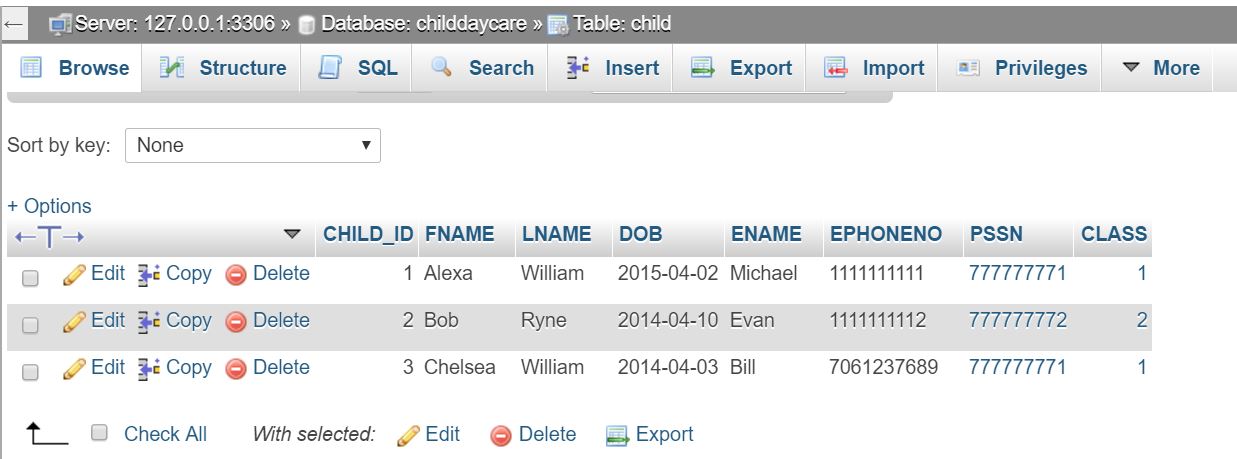 Server: 127.0.0.1:3306 » Database: childdaycare » Table: child
Browse Structure SQL Search Insert Export Import Privileges More
Sort by key: None
+ Options
CHILD_ID FNAME LNAME DOB ENAME EPHONENO PSSN CLASS
Edit Copy Delete 1 Alexa William 2015-04-02 Michael 1111111111 777777771 1
Edit Copy Delete 2 Bob Ryne 2014-04-10 Evan 1111111112 777777772 2
Edit Copy Delete 3 Chelsea William 2014-04-03 Bill 7061237689 777777771 1
Check All With selected: Edit Delete Export